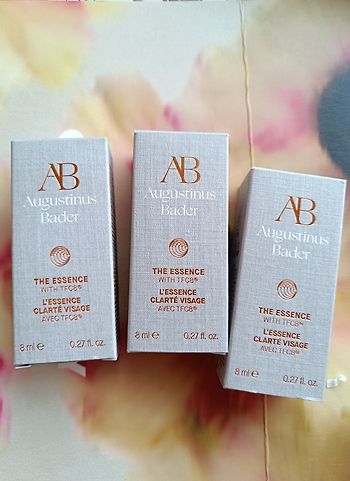 AB
Augustinus
Bader
THE ESSENCE
WITH TFC8®
L'ESSENCE
CLARTÉ VISAGE
AVEC TFC8®
8 ml e 0.27 fl. oz.
AB
Augustinus
Bader
THE ESSENCE
WITH TFC8®
L'ESSENCE
CLARTÉ VISAGE
AVEC TFC8®
8 ml e 0.27 fl. oz.
AB
Augustinus
Bader
THE ESSENCE
WITH TFC8®
L'ESSENCE
CLARTÉ VISAGE
AVEC TFC8®
8 ml e 0.27 fl. oz.